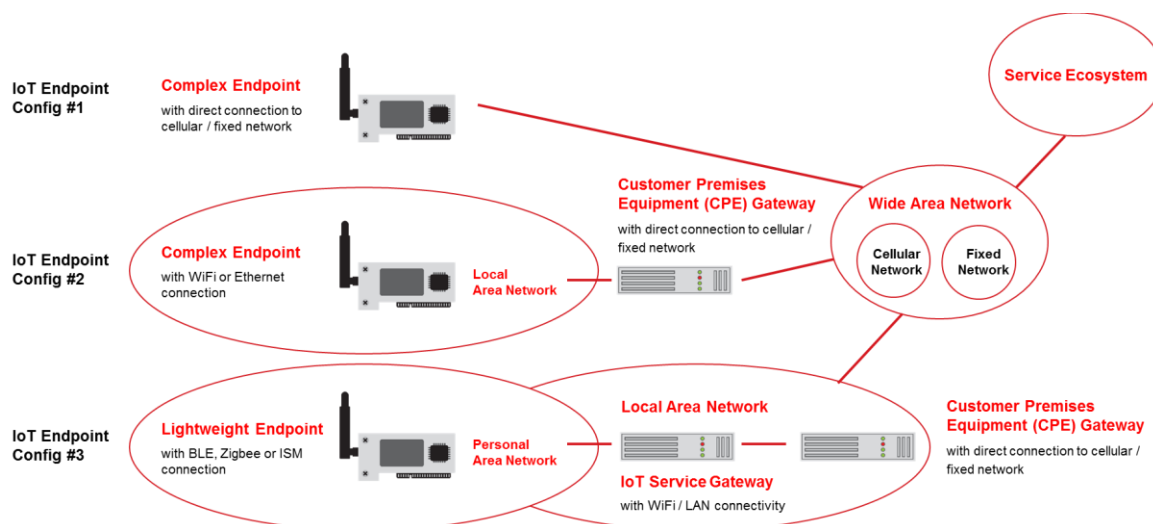 Service Ecosystem
IoT Endpoint
Config #1
Complex Endpoint
with direct connection to
cellular / fixed network
Customer Premises
Equipment (CPE) Gateway
with direct connection to cellular /
fixed network
Wide Area Network
Cellular
Network
Fixed
Network
IoT Endpoint
Config #2
Complex Endpoint
with WiFi or Ethernet
connection
Local
Area Network
IoT Endpoint
Config #3
Lightweight Endpoint
with BLE, Zigbee or ISM
connection
Personal
Area Network
Local Area Network
IoT Service Gateway
with WiFi / LAN connectivity
Customer Premises
Equipment (CPE) Gateway
with direct connection to cellular /
fixed network